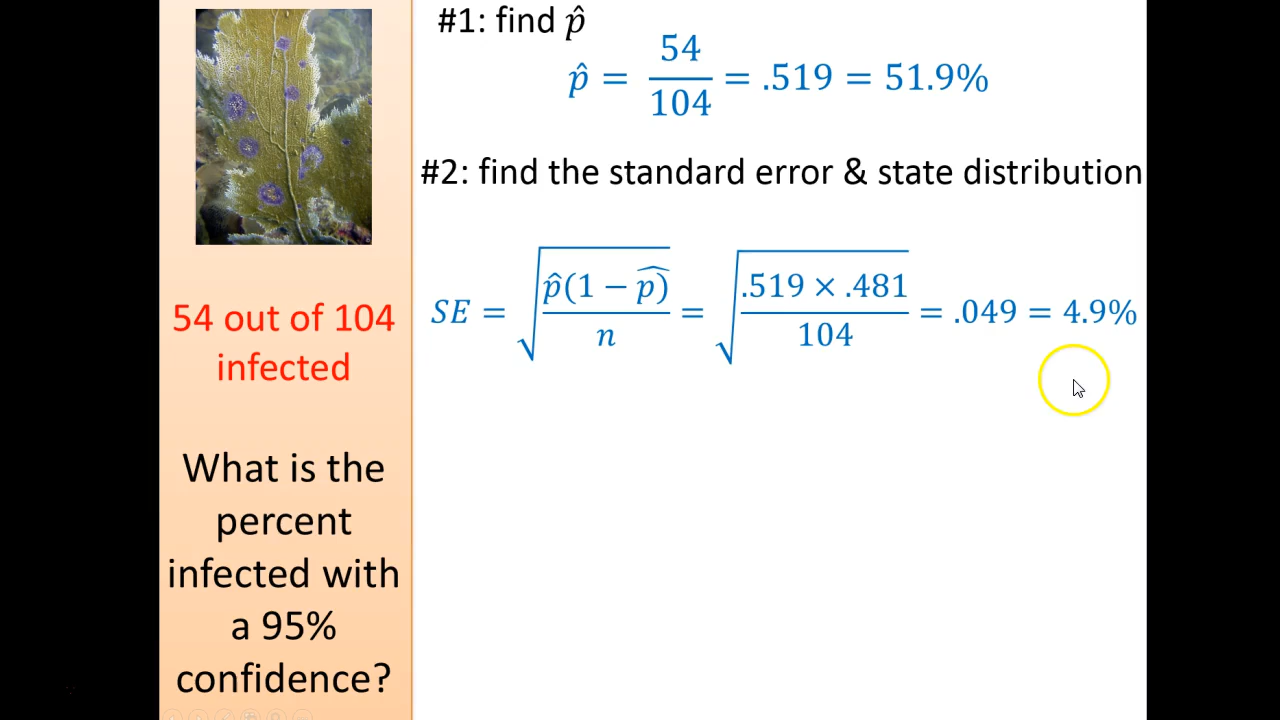 #1: find p̂
p̂ = 54/104 = .519 = 51.9%
#2: find the standard error & state distribution
SE = √(p̂(1 − p̂)/n) = √(.519 × .481/104) = .049 = 4.9%
54 out of 104
infected
What is the
percent
infected with
a 95%
confidence?